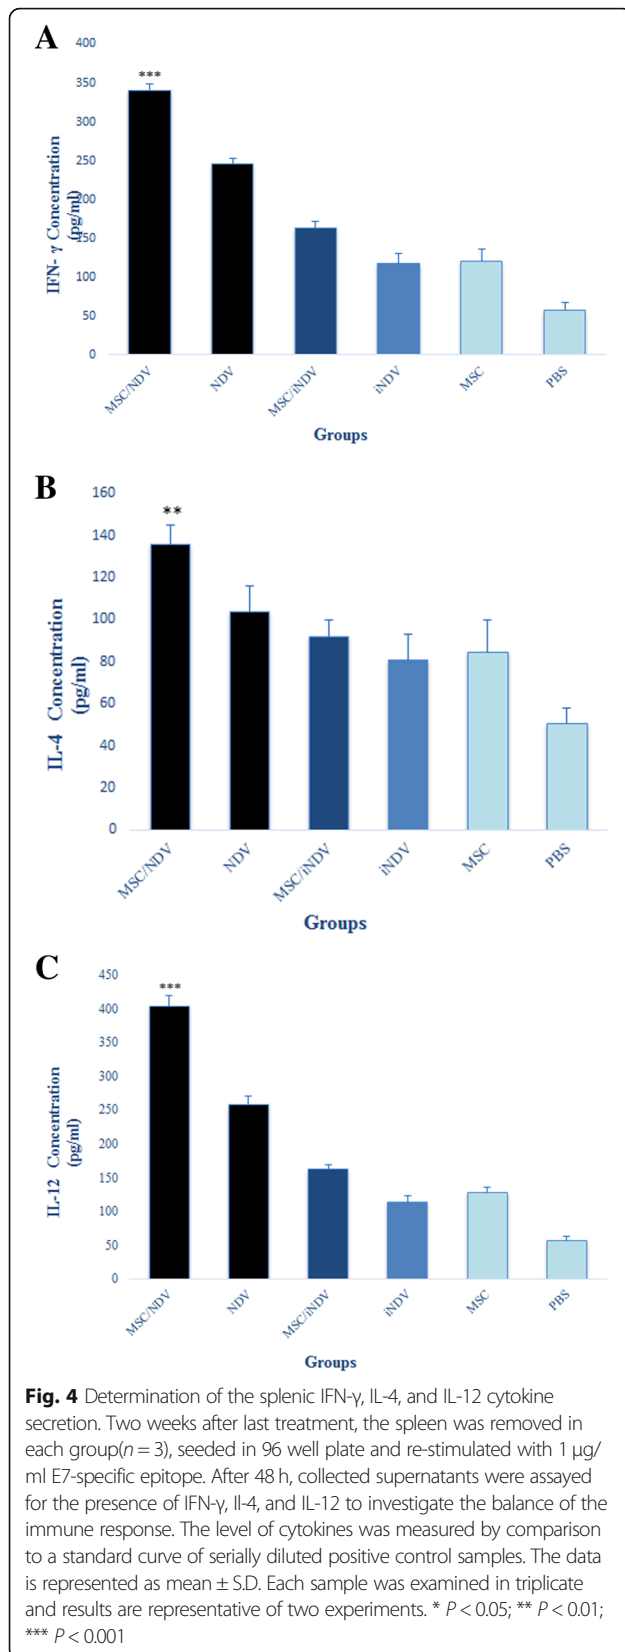 A
400
350
300
250
200
150
100
50
0
***
IFN- γ Concentration
(pg/ml)
MSC/NDV
NDV
MSC/iNDV
iNDV
MSC
PBS
Groups
B
160
140
120
100
80
60
40
20
0
**
IL-4 Concentration
(pg/ml)
MSC/NDV
NDV
MSC/iNDV
iNDV
MSC
PBS
Groups
C
450
400
350
300
250
200
150
100
50
0
***
IL-12 Concentration
(pg/ml)
MSC/NDV
NDV
MSC/iNDV
iNDV
MSC
PBS
Groups
Fig. 4 Determination of the splenic IFN-γ, IL-4, and IL-12 cytokine
secretion. Two weeks after last treatment, the spleen was removed in
each group(n = 3), seeded in 96 well plate and re-stimulated with 1 μg/
ml E7-specific epitope. After 48 h, collected supernatants were assayed
for the presence of IFN-γ, Il-4, and IL-12 to investigate the balance of the
immune response. The level of cytokines was measured by comparison
to a standard curve of serially diluted positive control samples. The data
is represented as mean ± S.D. Each sample was examined in triplicate
and results are representative of two experiments. * P < 0.05; ** P < 0.01;
*** P < 0.001